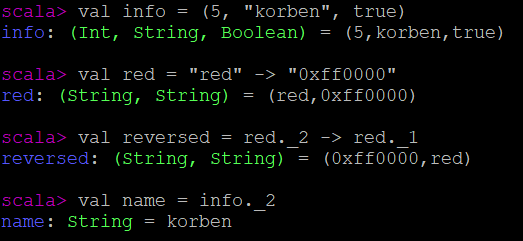 scala> val info = (5, "korben", true)
info: (Int, String, Boolean) = (5,korben,true)
scala> val red = "red" -> "0xff0000"
red: (String, String) = (red,0xff0000)
scala> val reversed = red._2 -> red._1
reversed: (String, String) = (0xff0000,red)
scala> val name = info._2
name: String = korben